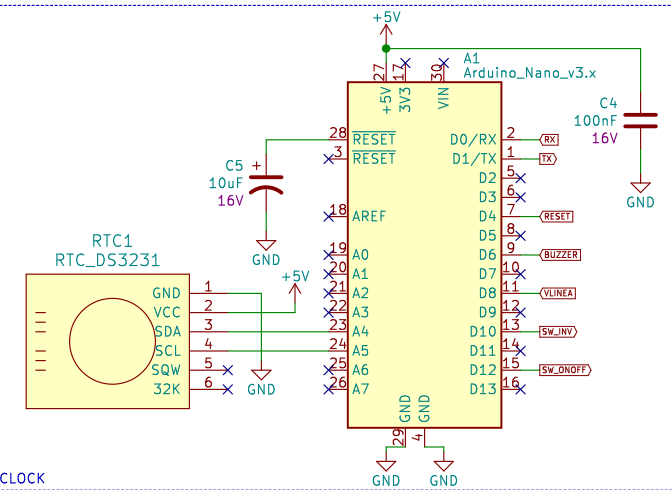 +5V
A1
Arduino_Nano_v3.x
27
17
30
+5V
3V3
VIN
C4
100nF
16V
GND
28
RESET
3
RESET
C5
+
10uF
16V
GND
18
AREF
19
A0
20
A1
21
A2
22
A3
23
A4
24
A5
25
A6
26
A7
D0/RX
2
RX
D1/TX
1
TX
D2
5
D3
6
D4
7
RESET
D5
8
D6
9
BUZZER
D7
10
D8
11
VLINEA
D9
12
D10
13
SW_INV
D11
14
D12
15
SW_ONOFF
D13
16
GND
GND
29
4
GND
GND
RTC1
RTC_DS3231
+5V
GND
1
VCC
2
SDA
3
SCL
4
SQW
5
32K
6
GND
CLOCK